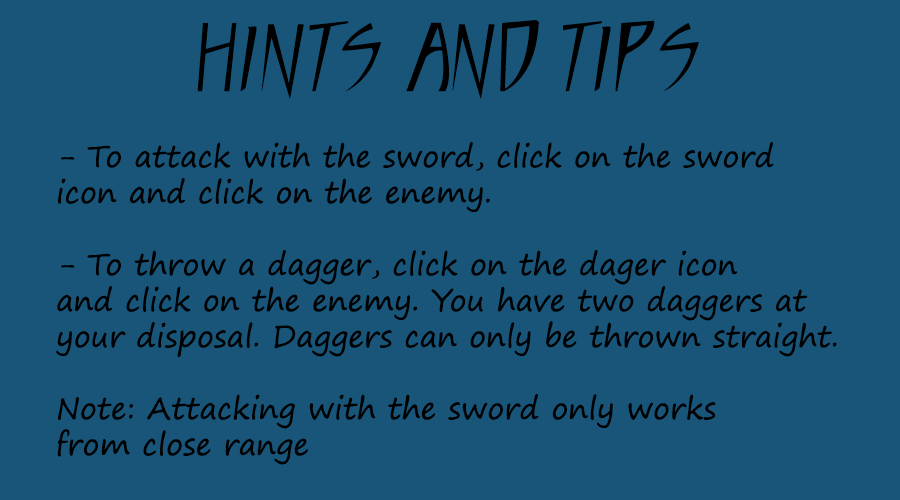 HINTS AND TIPS
- To attack with the sword, click on the sword
icon and click on the enemy.
- To throw a dagger, click on the dager icon
and click on the enemy. You have two daggers at
your disposal. Daggers can only be thrown straight.
Note: Attacking with the sword only works
from close range